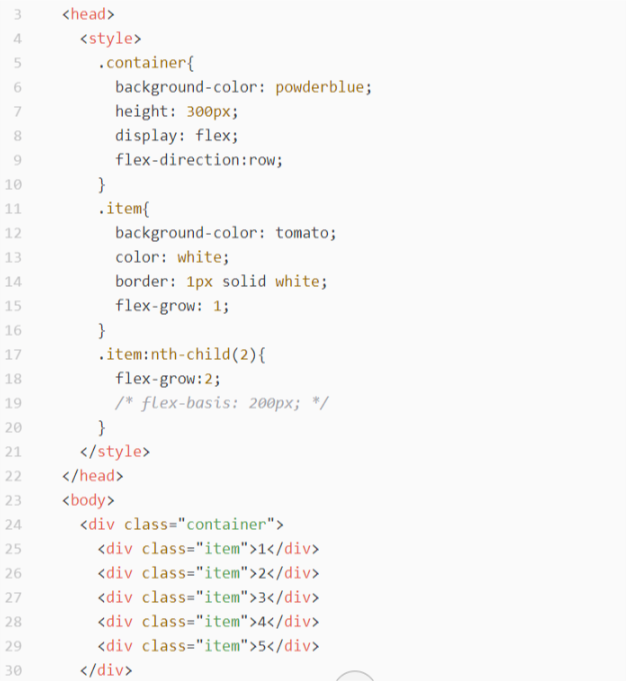 3 <head>
4 <style>
5 .container{
6 background-color: powderblue;
7 height: 300px;
8 display: flex;
9 flex-direction:row;
10 }
11 .item{
12 background-color: tomato;
13 color: white;
14 border: 1px solid white;
15 flex-grow: 1;
16 }
17 .item:nth-child(2){
18 flex-grow:2;
19 /* flex-basis: 200px; */
20 }
21 </style>
22 </head>
23 <body>
24 <div class="container">
25 <div class="item">1</div>
26 <div class="item">2</div>
27 <div class="item">3</div>
28 <div class="item">4</div>
29 <div class="item">5</div>
30 </div>